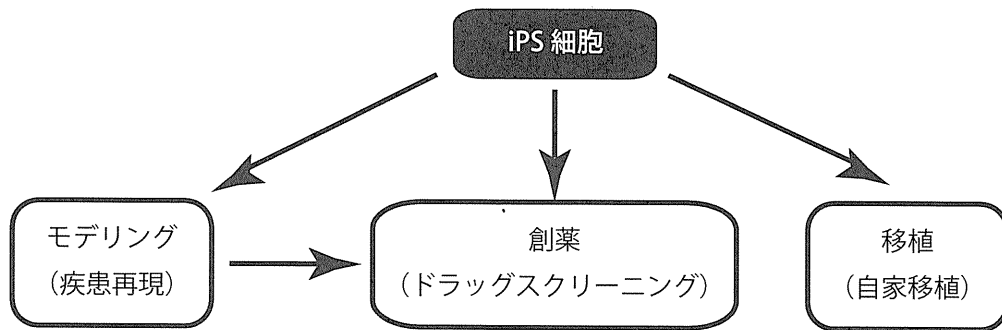 iPS 細胞
モデリング
（疾患再現）
創薬
（ドラッグスクリーニング）
移植
（自家移植）